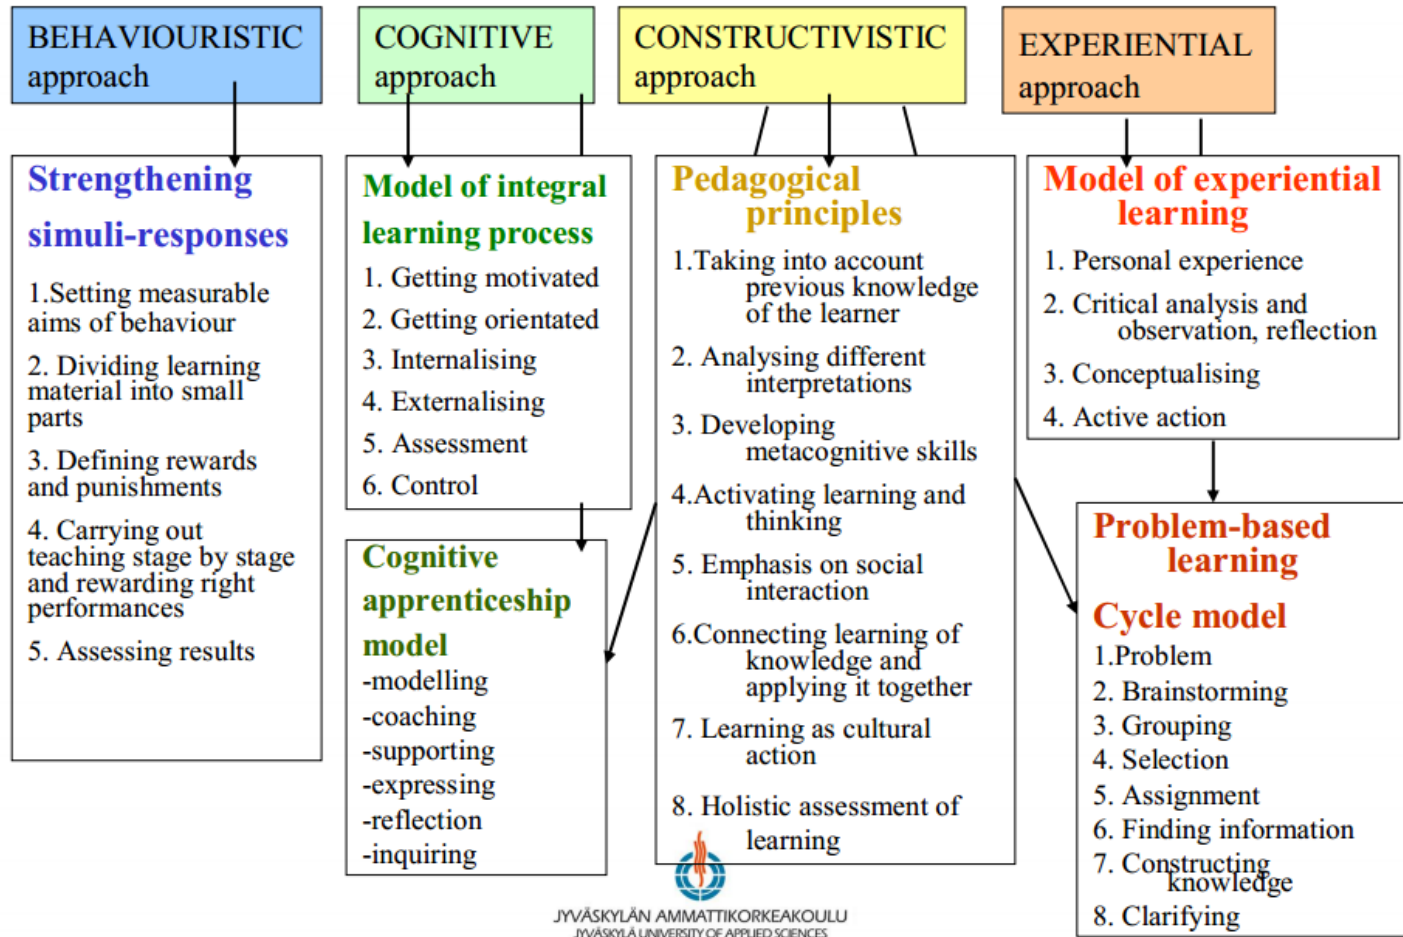 BEHAVIOURISTIC
approach
COGNITIVE
approach
CONSTRUCTIVISTIC
approach
EXPERIENTIAL
approach
Strengthening
simuli-responses
1.Setting measurable
aims of behaviour
2. Dividing learning
material into small
parts
3. Defining rewards
and punishments
4. Carrying out
teaching stage by stage
and rewarding right
performances
5. Assessing results
Model of integral
learning process
1. Getting motivated
2. Getting orientated
3. Internalising
4. Externalising
5. Assessment
6. Control
Cognitive
apprenticeship
model
-modelling
-coaching
-supporting
-expressing
-reflection
-inquiring
Pedagogical
principles
1.Taking into account
previous knowledge
of the learner
2. Analysing different
interpretations
3. Developing
metacognitive skills
4.Activating learning and
thinking
5. Emphasis on social
interaction
6.Connecting learning of
knowledge and
applying it together
7. Learning as cultural
action
8. Holistic assessment of
learning
Model of experiential
learning
1. Personal experience
2. Critical analysis and
observation, reflection
3. Conceptualising
4. Active action
Problem-based
learning
Cycle model
1.Problem
2. Brainstorming
3. Grouping
4. Selection
5. Assignment
6. Finding information
7. Constructing
knowledge
8. Clarifying
JYVÄSKYLÄN AMMATTIKORKEAKOULU
JYVÄSKYLÄ UNIVERSITY OF APPLIED SCIENCES